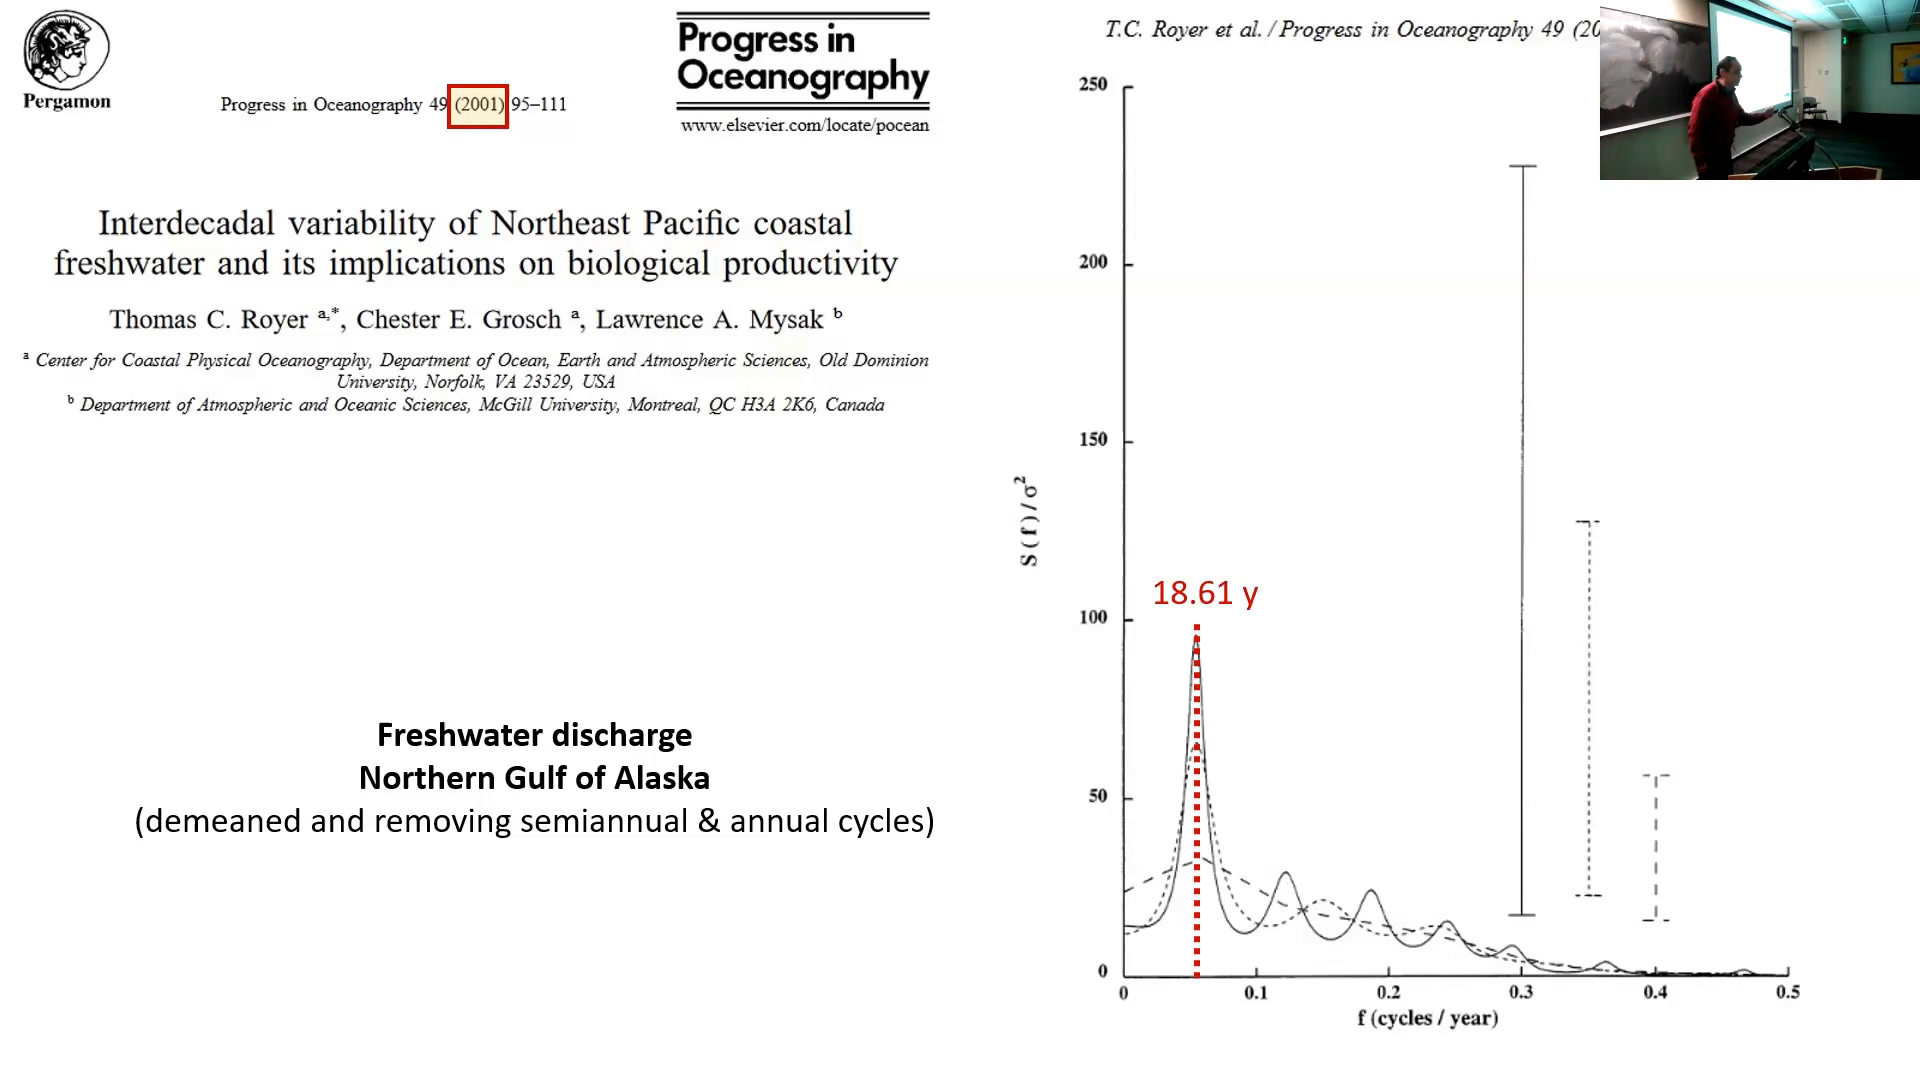 Pergamon
Progress in Oceanography 49 (2001) 95–111
Progress in
Oceanography
www.elsevier.com/locate/pocean
Interdecadal variability of Northeast Pacific coastal
freshwater and its implications on biological productivity
Thomas C. Royer a,*, Chester E. Grosch a, Lawrence A. Mysak b
a Center for Coastal Physical Oceanography, Department of Ocean, Earth and Atmospheric Sciences, Old Dominion
University, Norfolk, VA 23529, USA
b Department of Atmospheric and Oceanic Sciences, McGill University, Montreal, QC H3A 2K6, Canada
Freshwater discharge
Northern Gulf of Alaska
(demeaned and removing semiannual & annual cycles)
T.C. Royer et al. / Progress in Oceanography 49 (20
250
200
150
100
50
0
S ( f ) / σ2
18.61 y
0 0.1 0.2 0.3 0.4 0.5
f (cycles / year)